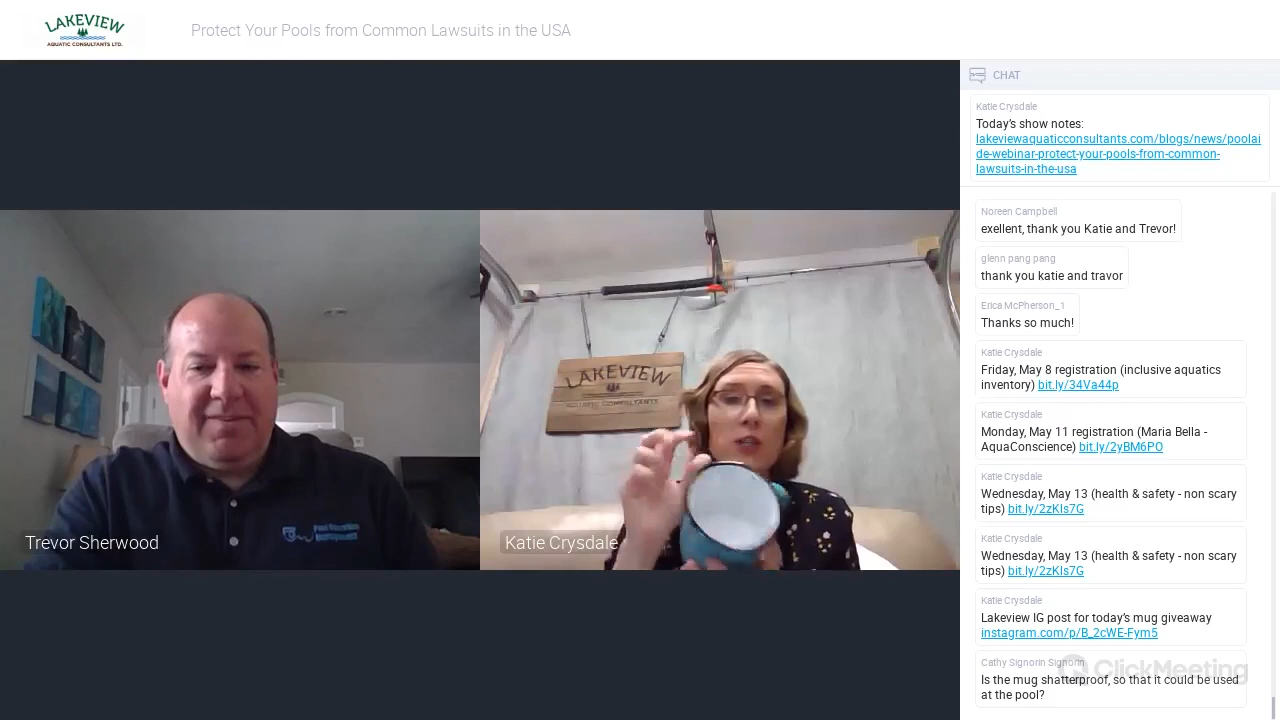 LAKEVIEW
AQUATIC CONSULTANTS LTD.
Protect Your Pools from Common Lawsuits in the USA
CHAT
Katie Crysdale
Today's show notes:
lakeviewaquaticconsultants.com/blogs/news/poolai
de-webinar-protect-your-pools-from-common-
lawsuits-in-the-usa
Noreen Campbell
exellent, thank you Katie and Trevor!
glenn pang pang
thank you katie and travor
Erica McPherson_1
Thanks so much!
Katie Crysdale
Friday, May 8 registration (inclusive aquatics
inventory) bit.ly/34Va44p
Katie Crysdale
Monday, May 11 registration (Maria Bella -
AquaConscience) bit.ly/2yBM6PO
Katie Crysdale
Wednesday, May 13 (health & safety - non scary
tips) bit.ly/2zKIs7G
Katie Crysdale
Wednesday, May 13 (health & safety - non scary
tips) bit.ly/2zKIs7G
Katie Crysdale
Lakeview IG post for today's mug giveaway
instagram.com/p/B_2cWE-Fym5
Cathy Signorin Signorin
Is the mug shatterproof, so that it could be used
at the pool?
ClickMeeting
LAKEVIEW
AQUATIC CONSULTANTS
Trevor Sherwood
Katie Crysdale